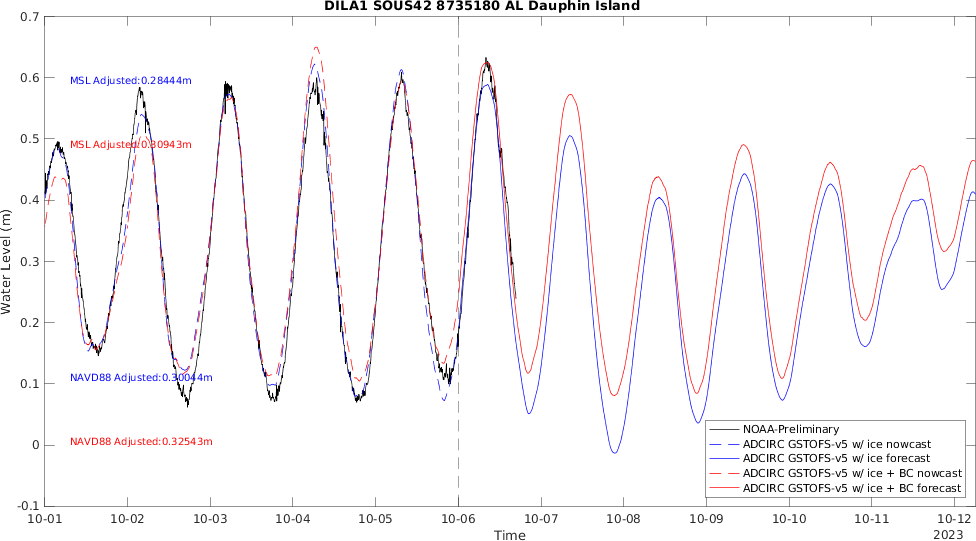 DILA1 SOUS42 8735180 AL Dauphin Island
0.7
0.6
0.5
0.4
0.3
0.2
0.1
0
-0.1
Water Level (m)
MSL Adjusted:0.28444m
MSL Adjusted:0.30943m
NAVD88 Adjusted:0.30044m
NAVD88 Adjusted:0.32543m
NOAA-Preliminary
ADCIRC GSTOFS-v5 w/ ice nowcast
ADCIRC GSTOFS-v5 w/ ice forecast
ADCIRC GSTOFS-v5 w/ ice + BC nowcast
ADCIRC GSTOFS-v5 w/ ice + BC forecast
10-01 10-02 10-03 10-04 10-05 10-06 10-07 10-08 10-09 10-10 10-11 10-12
Time
2023